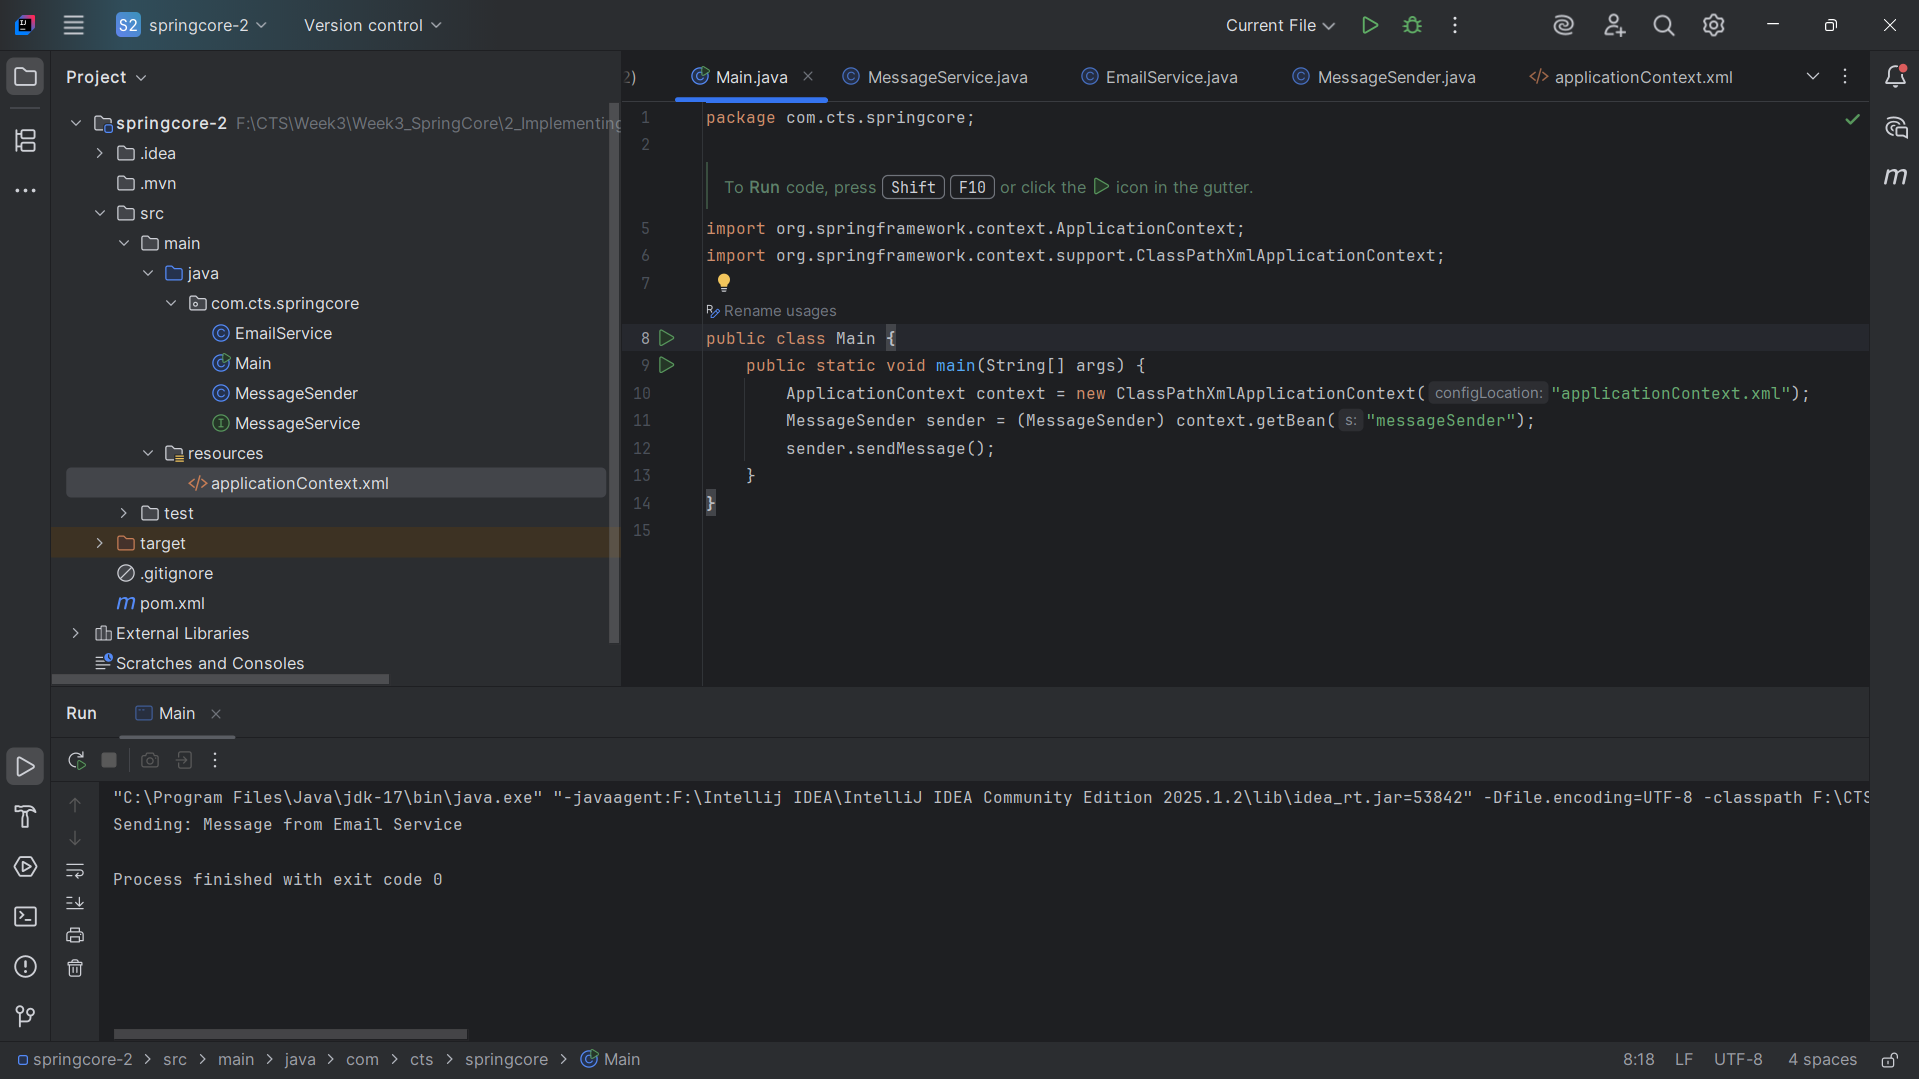 S2 springcore-2 Version control Current File
Project
springcore-2 F:\CTS\Week3\Week3_SpringCore\2_Implementing
.idea
.mvn
src
main
java
com.cts.springcore
EmailService
Main
MessageSender
MessageService
resources
applicationContext.xml
test
target
.gitignore
pom.xml
External Libraries
Scratches and Consoles
2) Main.java MessageService.java EmailService.java MessageSender.java applicationContext.xml
1 package com.cts.springcore;
2
To Run code, press Shift F10 or click the icon in the gutter.
5 import org.springframework.context.ApplicationContext;
6 import org.springframework.context.support.ClassPathXmlApplicationContext;
7
Rename usages
8 public class Main {
9 public static void main(String[] args) {
10 ApplicationContext context = new ClassPathXmlApplicationContext( configLocation: "applicationContext.xml");
11 MessageSender sender = (MessageSender) context.getBean( s: "messageSender");
12 sender.sendMessage();
13 }
14 }
15
Run Main
"C:\Program Files\Java\jdk-17\bin\java.exe" "-javaagent:F:\Intellij IDEA\IntelliJ IDEA Community Edition 2025.1.2\lib\idea_rt.jar=53842" -Dfile.encoding=UTF-8 -classpath F:\CTS
Sending: Message from Email Service
Process finished with exit code 0
springcore-2 > src > main > java > com > cts > springcore > Main 8:18 LF UTF-8 4 spaces